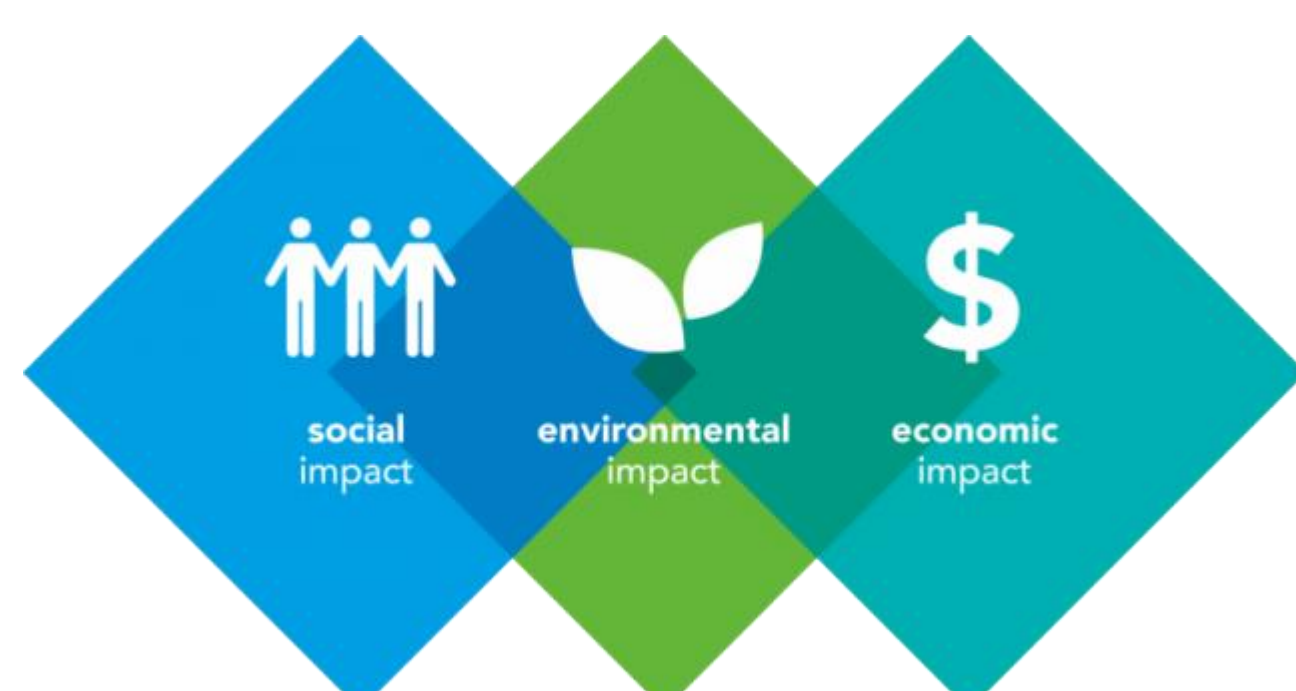 social
impact
environmental
impact
economic
impact
$